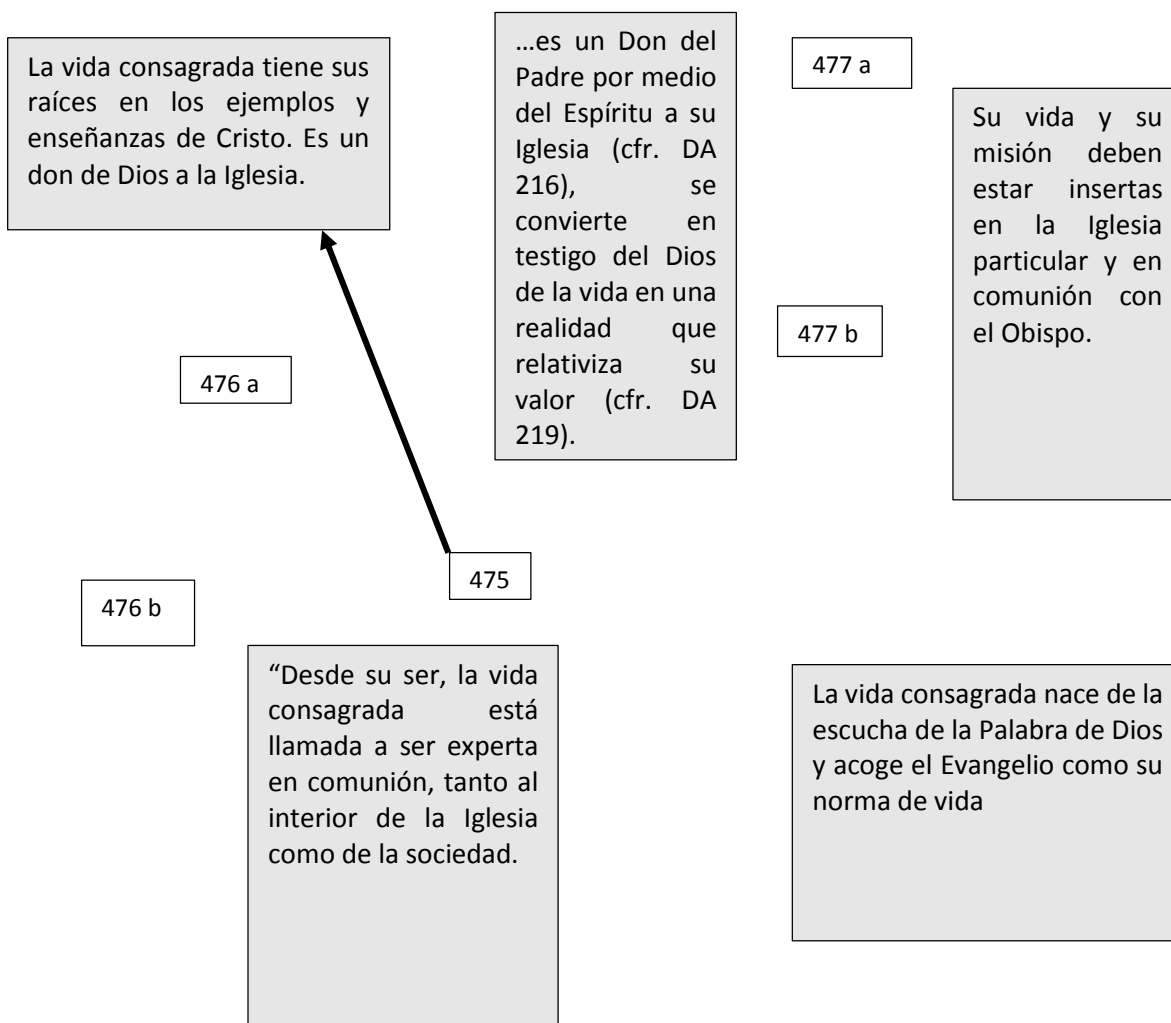 La vida consagrada tiene sus
raíces en los ejemplos y
enseñanzas de Cristo. Es un
don de Dios a la Iglesia.
…es un Don del
Padre por medio
del Espíritu a su
Iglesia (cfr. DA
216), se
convierte en
testigo del Dios
de la vida en una
realidad que
relativiza su
valor (cfr. DA
219).
477 a
Su vida y su
misión deben
estar insertas
en la Iglesia
particular y en
comunión con
el Obispo.
477 b
476 a
475
476 b
“Desde su ser, la vida
consagrada está
llamada a ser experta
en comunión, tanto al
interior de la Iglesia
como de la sociedad.
La vida consagrada nace de la
escucha de la Palabra de Dios
y acoge el Evangelio como su
norma de vida